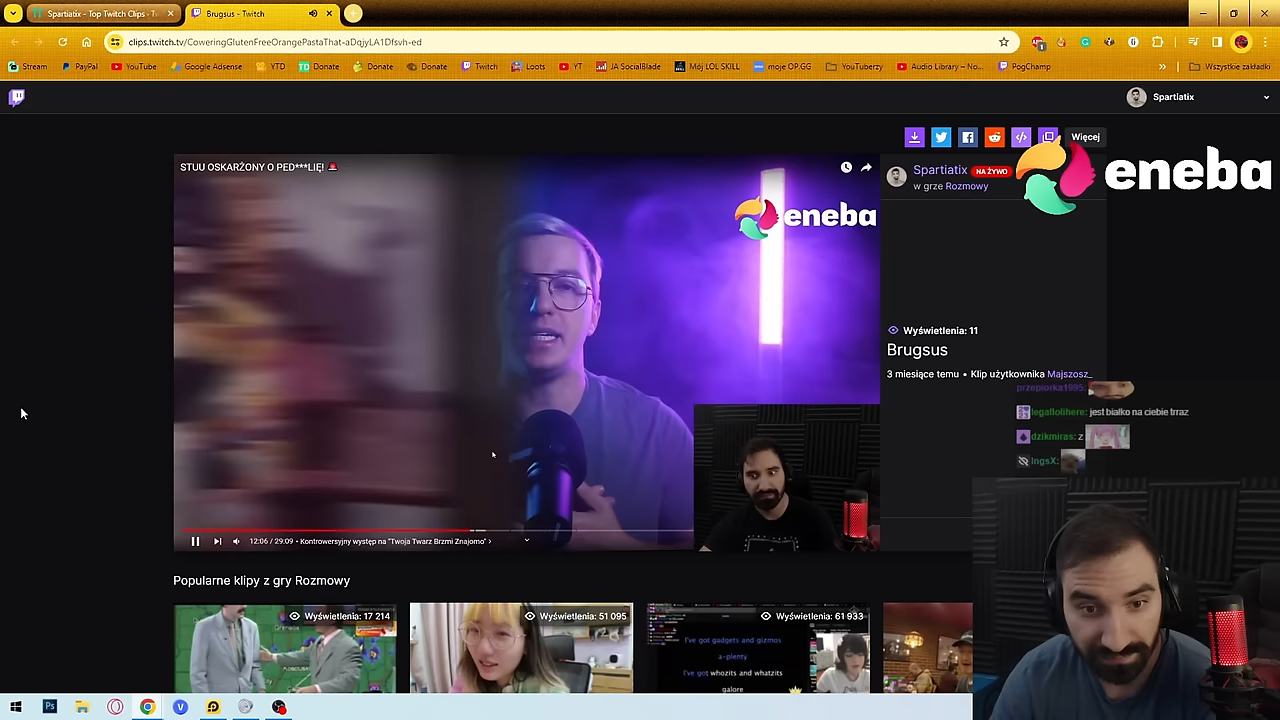 Spartiatix - Top Twitch Clips -
Brugsus - Twitch
clips.twitch.tv/CoweringGlutenFreeOrangePastaThat-aDqjyLA1Dfsvh-ed
Stream
PayPal
YouTube
Google Adsense
YTD
Donate
Donate
Donate
Twitch
Loots
YT
JA SocialBlade
Mój LOL SKILL
moje OP.GG
YouTuberzy
Audio Library – No...
PogChamp
»
Wszystkie zakładki
Spartiatix
Więcej
STUU OSKARŻONY O PED***LIĘ! 🚨
eneba
Spartiatix NA ŻYWO
w grze Rozmowy
eneba
Wyświetlenia: 11
Brugsus
3 miesiące temu • Klip użytkownika Majszosz_
przepiorka1995:
legallolihere: jest białko na ciebie trraz
dzikmiras: z
IngsX:
12:06 / 29:09 • Kontrowersyjny występ na "Twoja Twarz Brzmi Znajomo" ›
Popularne klipy z gry Rozmowy
Wyświetlenia: 17 214
Wyświetlenia: 51 095
Wyświetlenia: 61 933
I've got gadgets and gizmos
a-plenty
I've got whozits and whatzits
galore